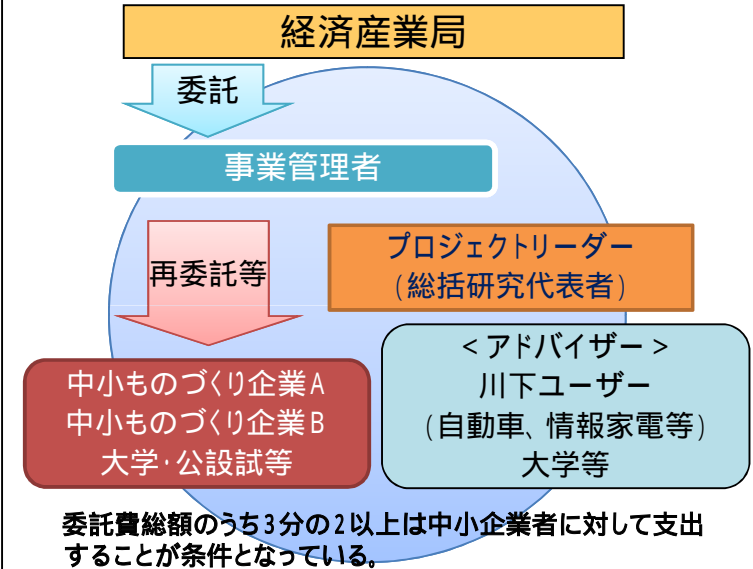 経済産業局
委託
事業管理者
再委託等
プロジェクトリーダー
(総括研究代表者)
中小ものづくり企業A
中小ものづくり企業B
大学・公設試等
<アドバイザー>
川下ユーザー
(自動車、情報家電等)
大学等
委託費総額のうち3分の2以上は中小企業者に対して支出
することが条件となっている。